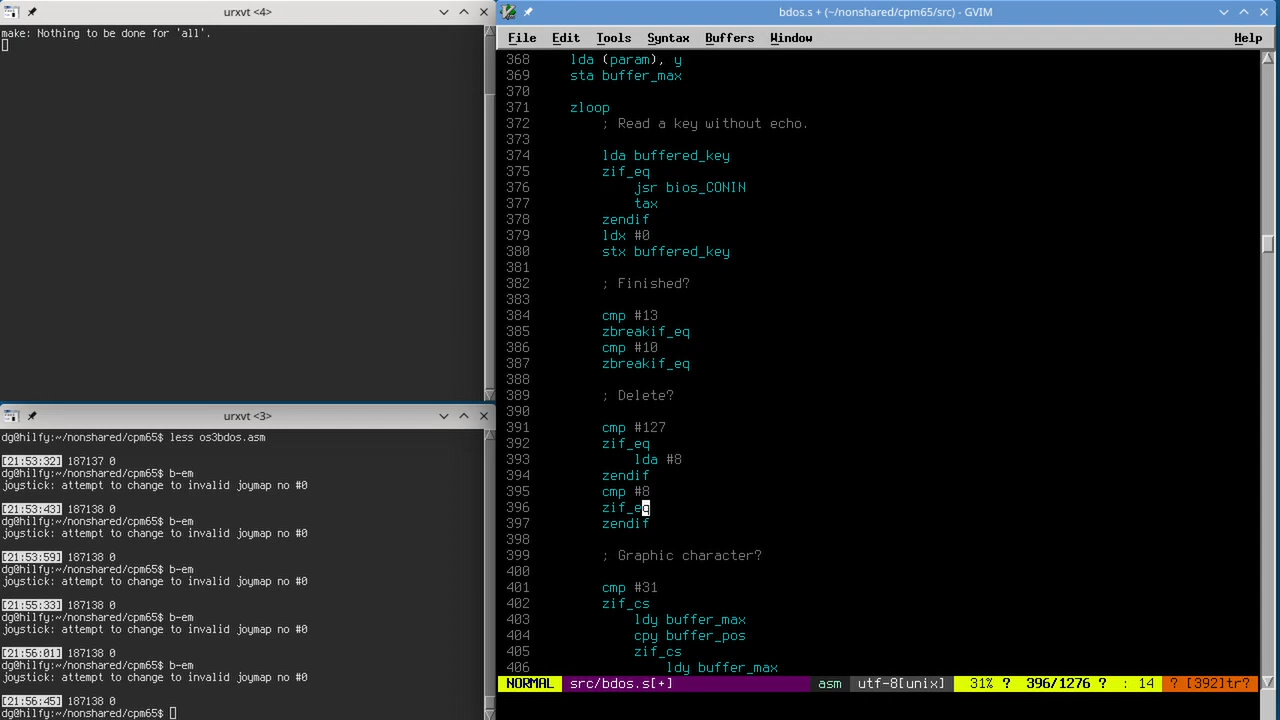 urxvt <4>
make: Nothing to be done for 'all'.
urxvt <3>
dg@hilfy:~/nonshared/cpm65$ less os3bdos.asm
[21:53:32] 187137 0
dg@hilfy:~/nonshared/cpm65$ b-em
joystick: attempt to change to invalid joymap no #0
[21:53:43] 187138 0
dg@hilfy:~/nonshared/cpm65$ b-em
joystick: attempt to change to invalid joymap no #0
[21:53:59] 187138 0
dg@hilfy:~/nonshared/cpm65$ b-em
joystick: attempt to change to invalid joymap no #0
[21:55:33] 187138 0
dg@hilfy:~/nonshared/cpm65$ b-em
joystick: attempt to change to invalid joymap no #0
[21:56:01] 187138 0
dg@hilfy:~/nonshared/cpm65$ b-em
joystick: attempt to change to invalid joymap no #0
[21:56:45] 187138 0
dg@hilfy:~/nonshared/cpm65$
bdos.s + (~/nonshared/cpm65/src) - GVIM
File Edit Tools Syntax Buffers Window Help
368 lda (param), y
369 sta buffer_max
370
371 zloop
372 ; Read a key without echo.
373
374 lda buffered_key
375 zif_eq
376 jsr bios_CONIN
377 tax
378 zendif
379 ldx #0
380 stx buffered_key
381
382 ; Finished?
383
384 cmp #13
385 zbreakif_eq
386 cmp #10
387 zbreakif_eq
388
389 ; Delete?
390
391 cmp #127
392 zif_eq
393 lda #8
394 zendif
395 cmp #8
396 zif_eq
397 zendif
398
399 ; Graphic character?
400
401 cmp #31
402 zif_cs
403 ldy buffer_max
404 cpy buffer_pos
405 zif_cs
406 ldy buffer_max
NORMAL src/bdos.s[+] asm utf-8[unix] 31% ? 396/1276 ? : 14 ? [392]tr?